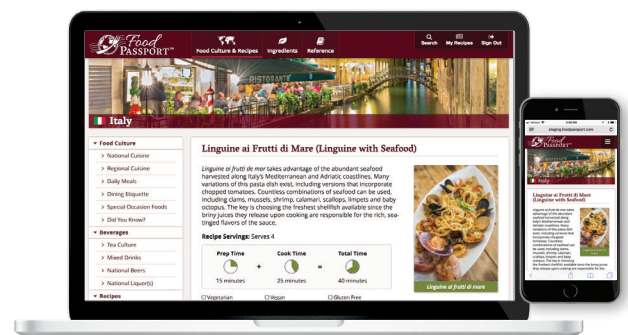 Food
PASSPORT™
Food Culture & Recipes
Ingredients
Reference
Search
My Recipes
Sign Out
RISTORANTE
Italy
Food Culture
National Cuisine
Regional Cuisine
Daily Meals
Dining Etiquette
Special Occasion Foods
Did You Know?
Beverages
Tea Culture
Mixed Drinks
National Beers
National Liquor(s)
Recipes
Linguine ai Frutti di Mare (Linguine with Seafood)
Linguine ai frutti de mar takes advantage of the abundant seafood
harvested along Italy's Mediterranean and Adriatic coastlines. Many
variations of this pasta dish exist, including versions that incorporate
chopped tomatoes. Countless combinations of seafood can be used,
including clams, mussels, shrimp, calamari, scallops, limpets and baby
octopus. The key is choosing the freshest shellfish available since the
briny juices they release upon cooking are responsible for the rich, sea-
tinged flavors of the sauce.
Recipe Servings: Serves 4
Prep Time
+
Cook Time
=
Total Time
15 minutes
25 minutes
40 minutes
Vegetarian
Vegan
Gluten Free
Linguine ai frutti di mare
staging.foodpassport.com
Food
PASSPORT
Italy
Linguine ai Frutti di Mare
(Linguine with Seafood)